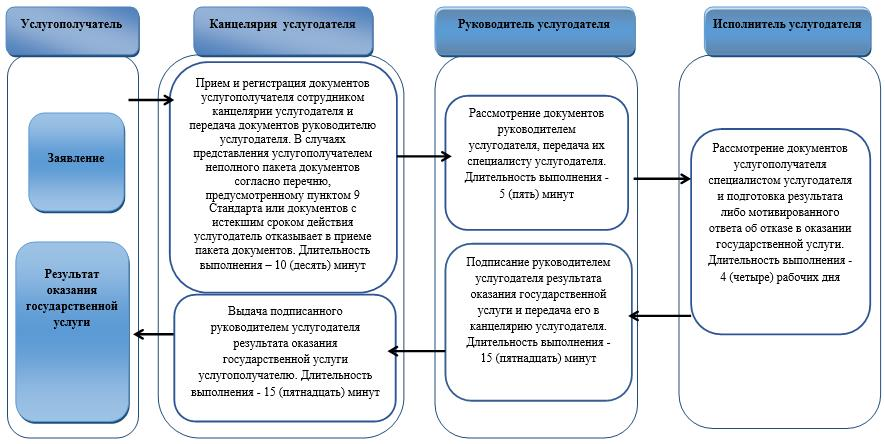 Услугополучатель
Канцелярия услугодателя
Руководитель услугодателя
Исполнитель услугодателя
Заявление
Результат
оказания
государственной
услуги
Прием и регистрация документов
услугополучателя сотрудником
канцелярии услугодателя и
передача документов руководителю
услугодателя. В случаях
представления услугополучателем
неполного пакета документов
согласно перечню,
предусмотренному пунктом 9
Стандарта или документов с
истекшим сроком действия
услугодатель отказывает в приеме
пакета документов. Длительность
выполнения – 10 (десять) минут
Выдача подписанного
руководителем услугодателя
результата оказания
государственной услуги
услугополучателю. Длительность
выполнения - 15 (пятнадцать) минут
Рассмотрение документов
руководителем
услугодателя, передача их
специалисту услугодателя.
Длительность выполнения -
5 (пять) минут
Подписание руководителем
услугодателя результата
оказания государственной
услуги и передача его в
канцелярию услугодателя.
Длительность выполнения -
15 (пятнадцать) минут
Рассмотрение документов
услугополучателя
специалистом услугодателя
и подготовка результата
либо мотивированного
ответа об отказе в оказании
государственной услуги.
Длительность выполнения -
4 (четыре) рабочих дня